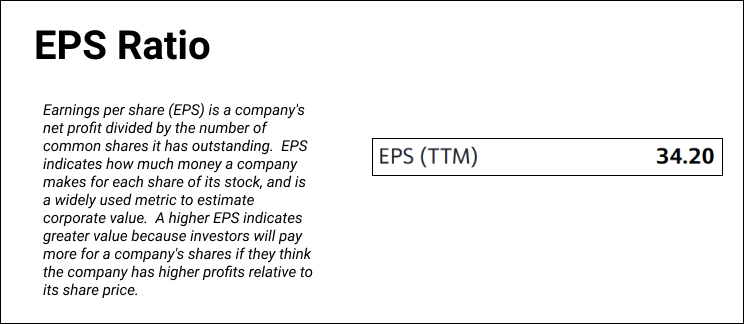 EPS Ratio
Earnings per share (EPS) is a company's
net profit divided by the number of
common shares it has outstanding.  EPS
indicates how much money a company
makes for each share of its stock, and is
a widely used metric to estimate
corporate value.  A higher EPS indicates
greater value because investors will pay
more for a company's shares if they think
the company has higher profits relative to
its share price.
EPS (TTM) 34.20